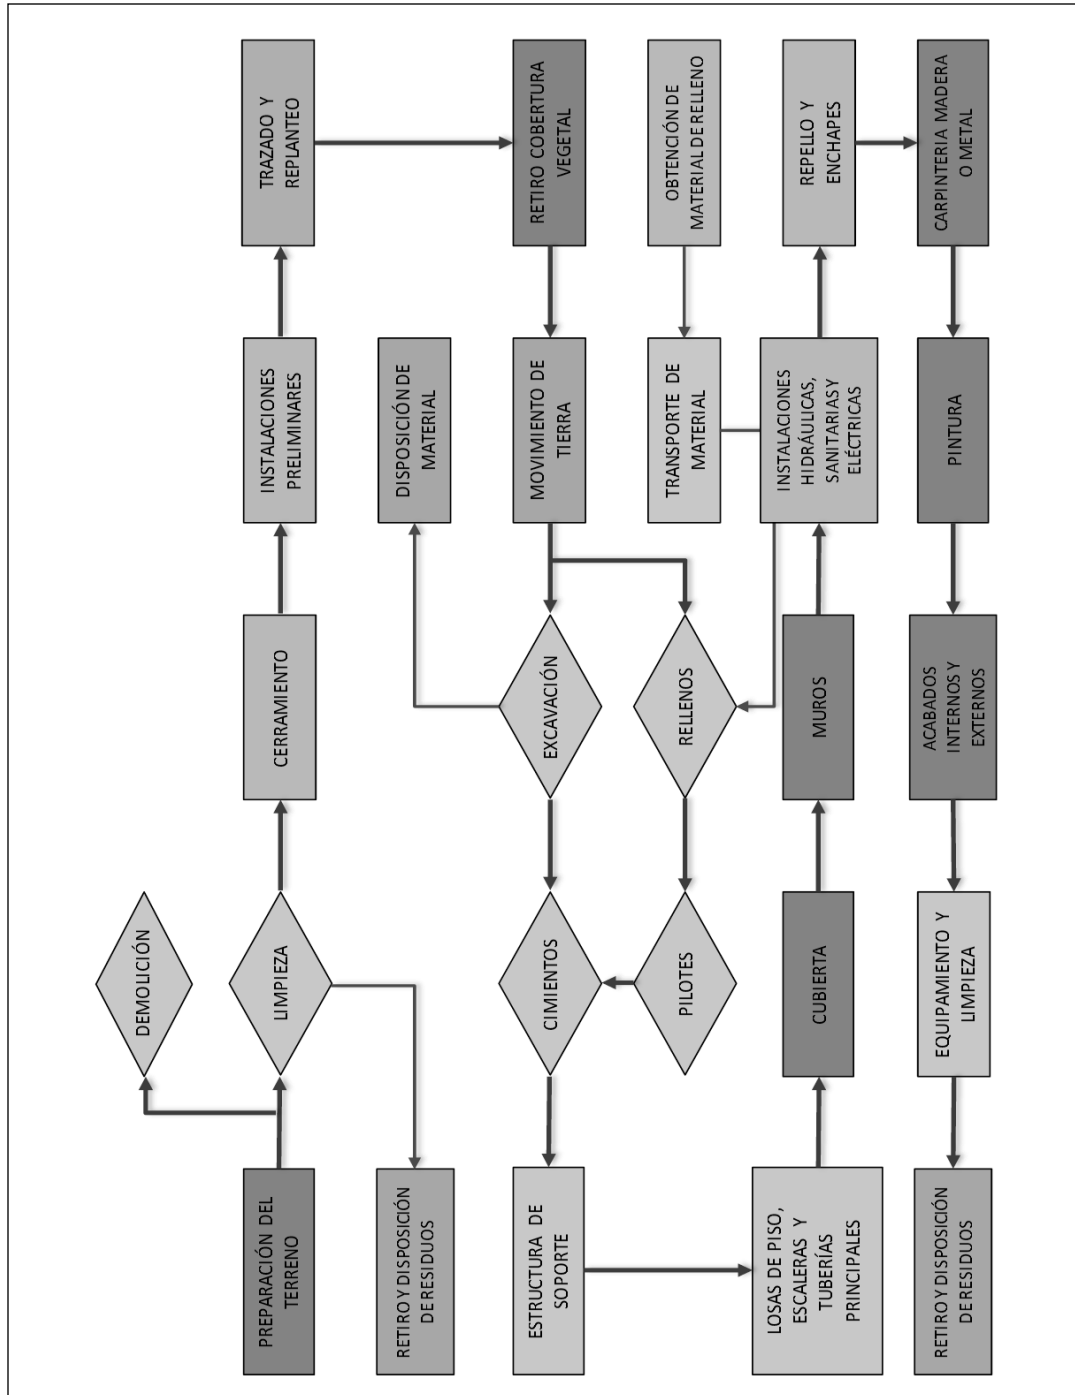 DEMOLICIÓN
PREPARACIÓN DEL
TERRENO
LIMPIEZA
CERRAMIENTO
INSTALACIONES
PRELIMINARES
TRAZADO Y
REPLANTEO
RETIRO Y DISPOSICIÓN
DE RESIDUOS
DISPOSICIÓN DE
MATERIAL
ESTRUCTURA DE
SOPORTE
CIMIENTOS
EXCAVACIÓN
MOVIMIENTO DE
TIERRA
RETIRO COBERTURA
VEGETAL
PILOTES
RELLENOS
TRANSPORTE DE
MATERIAL
OBTENCIÓN DE
MATERIAL DE RELLENO
LOSAS DE PISO,
ESCALERAS Y
TUBERÍAS
PRINCIPALES
CUBIERTA
MUROS
INSTALACIONES
HIDRÁULICAS,
SANITARIAS Y
ELÉCTRICAS
REPELLO Y
ENCHAPES
RETIRO Y DISPOSICIÓN
DE RESIDUOS
EQUIPAMIENTO Y
LIMPIEZA
ACABADOS
INTERNOS Y
EXTERNOS
PINTURA
CARPINTERIA MADERA
O METAL